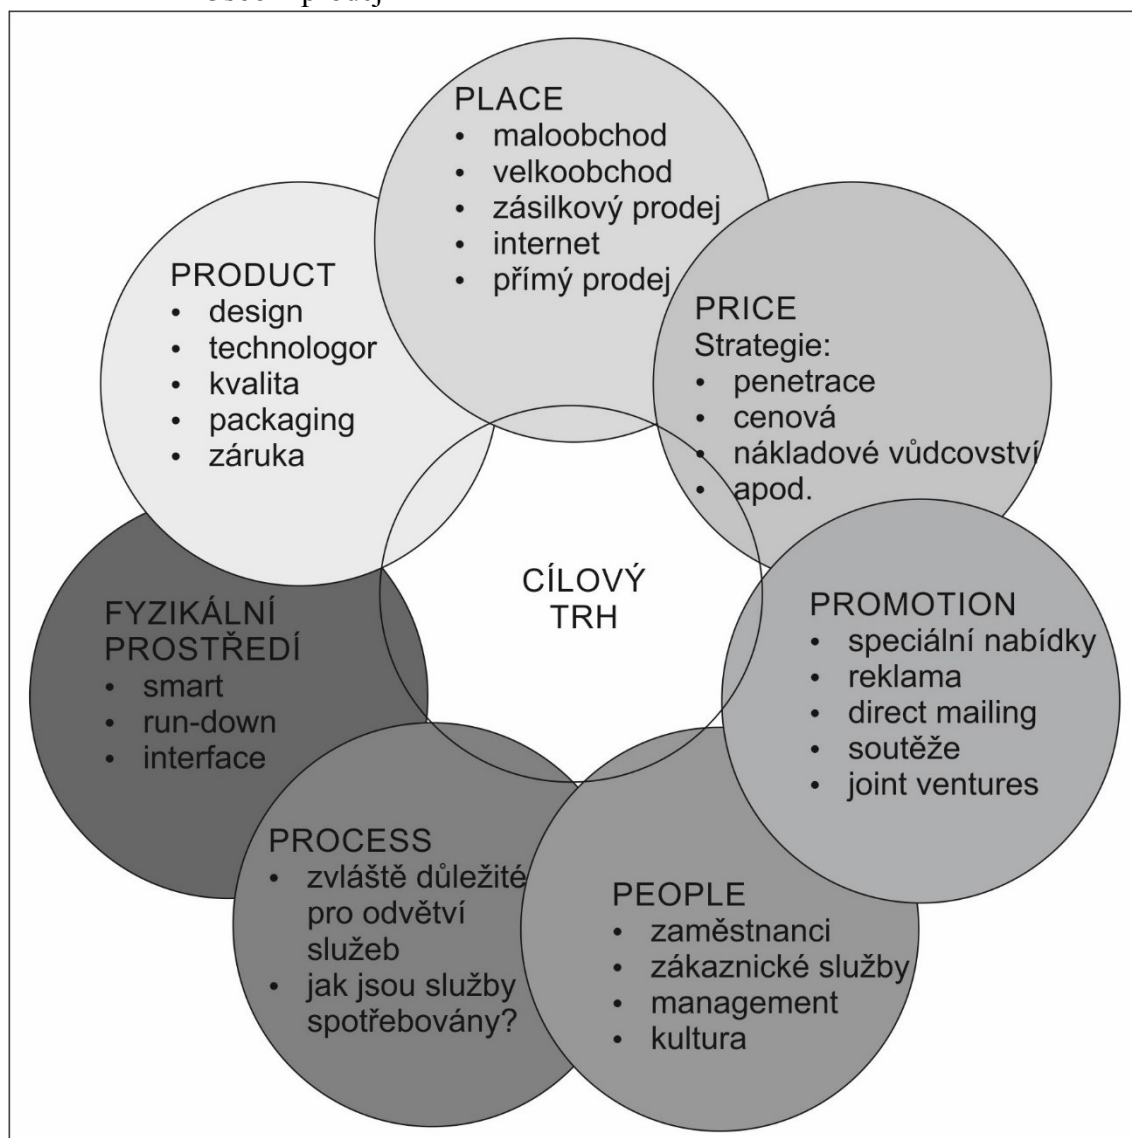 PLACE
• maloobchod
• velkoobchod
• zásilkový prodej
• internet
• přímý prodej
PRODUCT
• design
• technologor
• kvalita
• packaging
• záruka
PRICE
Strategie:
• penetrace
• cenová
• nákladové vůdcovství
• apod.
CÍLOVÝ
TRH
PROMOTION
• speciální nabídky
• reklama
• direct mailing
• soutěže
• joint ventures
FYZIKÁLNÍ
PROSTŘEDÍ
• smart
• run-down
• interface
PROCESS
• zvláště důležité
pro odvětví
služeb
• jak jsou služby
spotřebovány?
PEOPLE
• zaměstnanci
• zákaznické služby
• management
• kultura